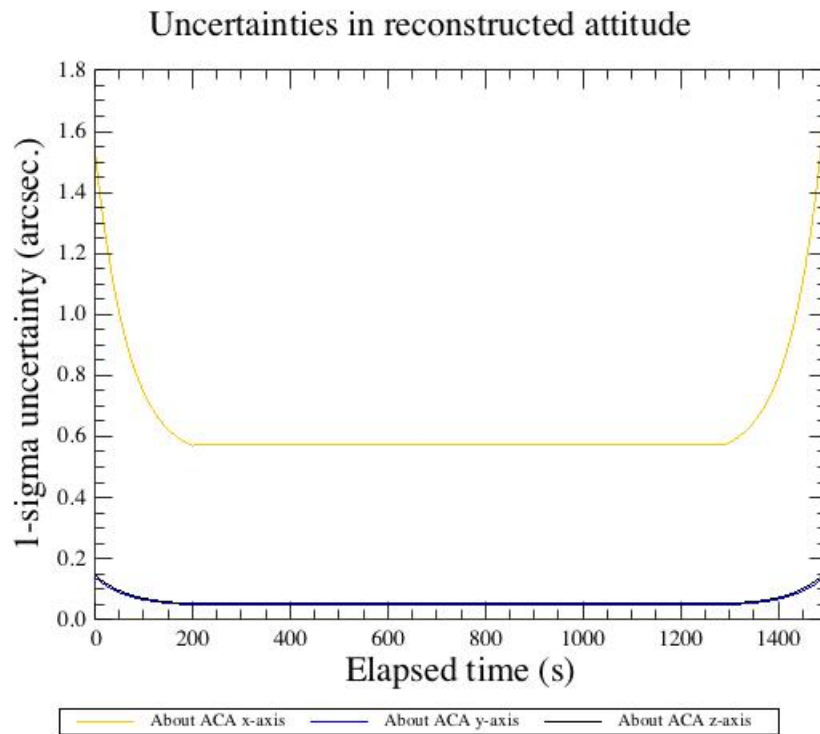 Uncertainties in reconstructed attitude
1-sigma uncertainty (arcsec.)
1.8
1.6
1.4
1.2
1.0
0.8
0.6
0.4
0.2
0.0
0 200 400 600 800 1000 1200 1400
Elapsed time (s)
About ACA x-axis About ACA y-axis About ACA z-axis